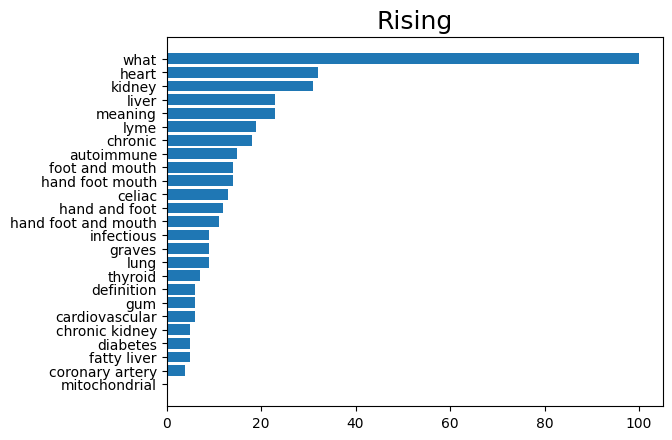 Rising
what
heart
kidney
liver
meaning
lyme
chronic
autoimmune
foot and mouth
hand foot mouth
celiac
hand and foot
hand foot and mouth
infectious
graves
lung
thyroid
definition
gum
cardiovascular
chronic kidney
diabetes
fatty liver
coronary artery
mitochondrial
0 20 40 60 80 100